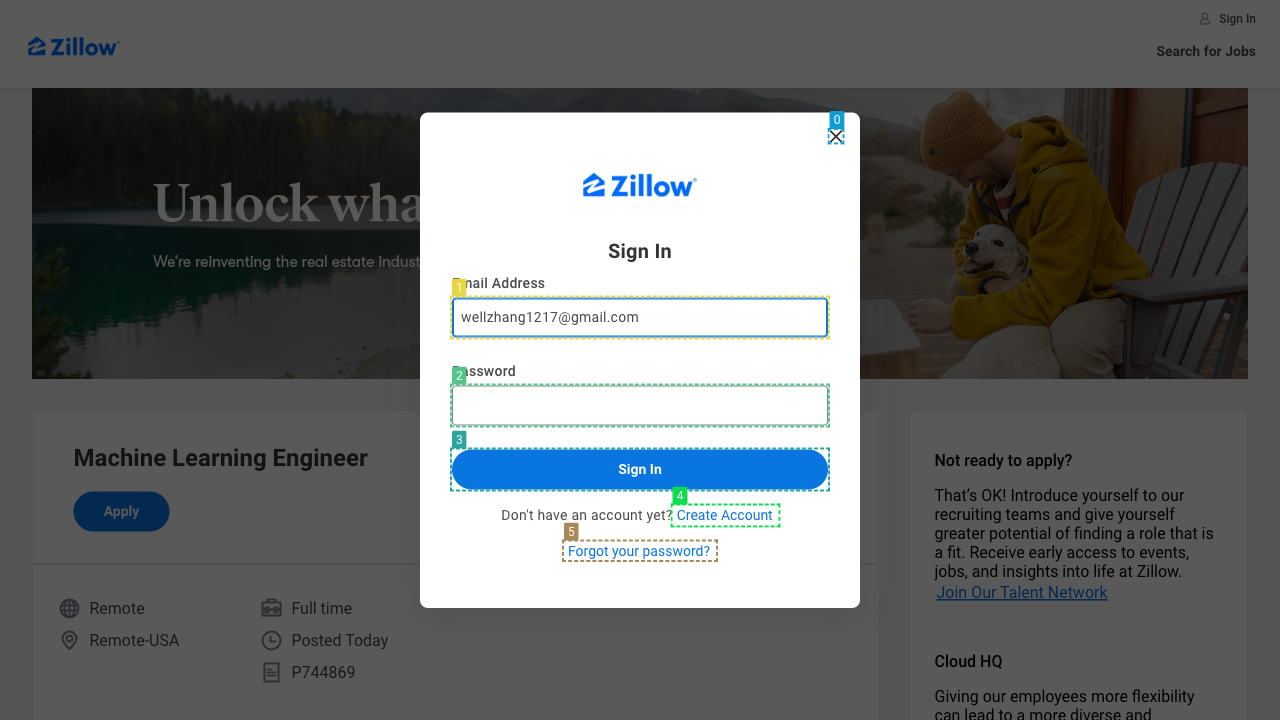 Sign In
Zillow
Search for Jobs
Unlock wha
We're reinventing the real estate indust
0
Zillow
Sign In
Email Address
1
wellzhang1217@gmail.com
Password
2
3
Sign In
4
Don't have an account yet? Create Account
5
Forgot your password?
Machine Learning Engineer
Apply
Remote
Full time
Remote-USA
Posted Today
P744869
Not ready to apply?
That's OK! Introduce yourself to our
recruiting teams and give yourself
greater potential of finding a role that is
a fit. Receive early access to events,
jobs, and insights into life at Zillow.
Join Our Talent Network
Cloud HQ
Giving our employees more flexibility
can lead to a more diverse and